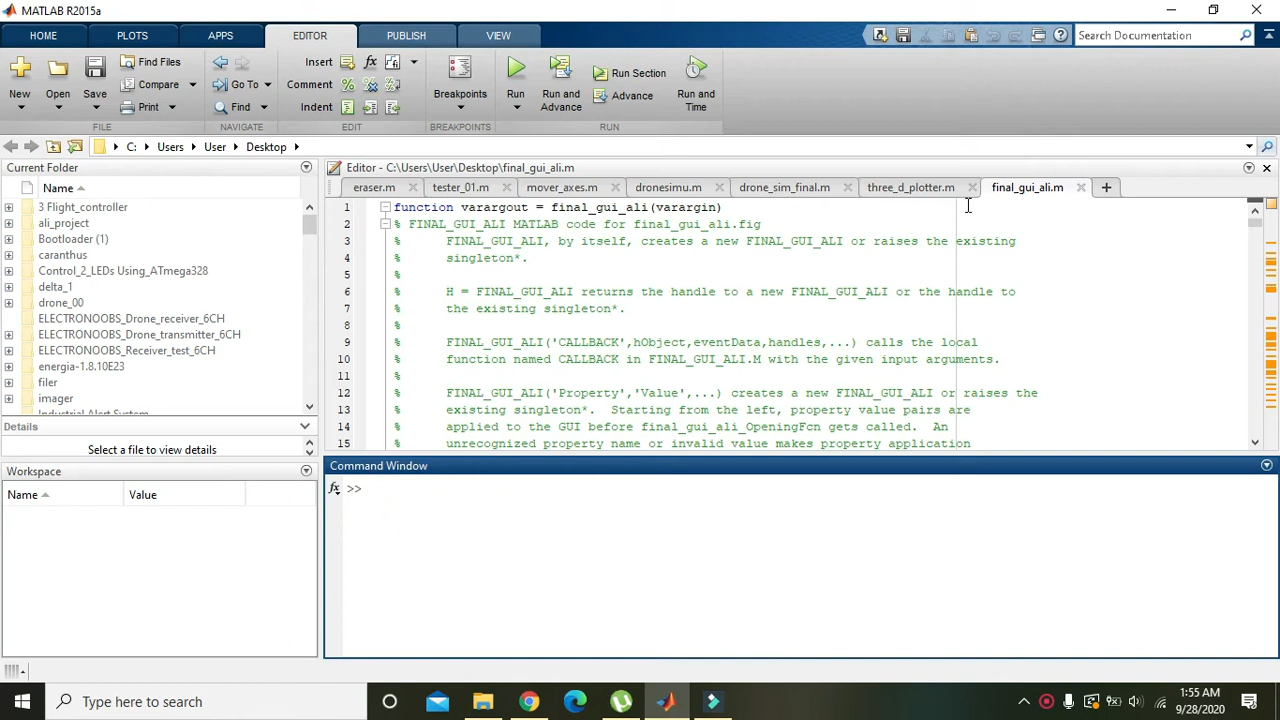 MATLAB R2015a
HOME PLOTS APPS EDITOR PUBLISH VIEW
Search Documentation
New Open Save
Find Files
Compare
Print
Go To
Find
Insert
Comment
Indent
Breakpoints
Run
Run and Advance
Run Section
Advance
Run and Time
FILE NAVIGATE EDIT BREAKPOINTS RUN
C: Users User Desktop
Current Folder
Name
3 Flight_controller
ali_project
Bootloader (1)
caranthus
Control_2_LEDs Using_ATmega328
delta_1
drone_00
ELECTRONOOBS_Drone_receiver_6CH
ELECTRONOOBS_Drone_transmitter_6CH
ELECTRONOOBS_Receiver_test_6CH
energia-1.8.10E23
filer
imager
Industrial Alert System
Details
Select a file to view details
Workspace
Name Value
Editor - C:\Users\User\Desktop\final_gui_ali.m
eraser.m tester_01.m mover_axes.m dronesimu.m drone_sim_final.m three_d_plotter.m final_gui_ali.m
1 function varargout = final_gui_ali(varargin)
2 % FINAL_GUI_ALI MATLAB code for final_gui_ali.fig
3 % FINAL_GUI_ALI, by itself, creates a new FINAL_GUI_ALI or raises the existing
4 % singleton*.
5 %
6 % H = FINAL_GUI_ALI returns the handle to a new FINAL_GUI_ALI or the handle to
7 % the existing singleton*.
8 %
9 % FINAL_GUI_ALI('CALLBACK',hObject,eventData,handles,...) calls the local
10 % function named CALLBACK in FINAL_GUI_ALI.M with the given input arguments.
11 %
12 % FINAL_GUI_ALI('Property','Value',...) creates a new FINAL_GUI_ALI or raises the
13 % existing singleton*. Starting from the left, property value pairs are
14 % applied to the GUI before final_gui_ali_OpeningFcn gets called. An
15 % unrecognized property name or invalid value makes property application
Command Window
fx >>
Type here to search
1:55 AM
9/28/2020